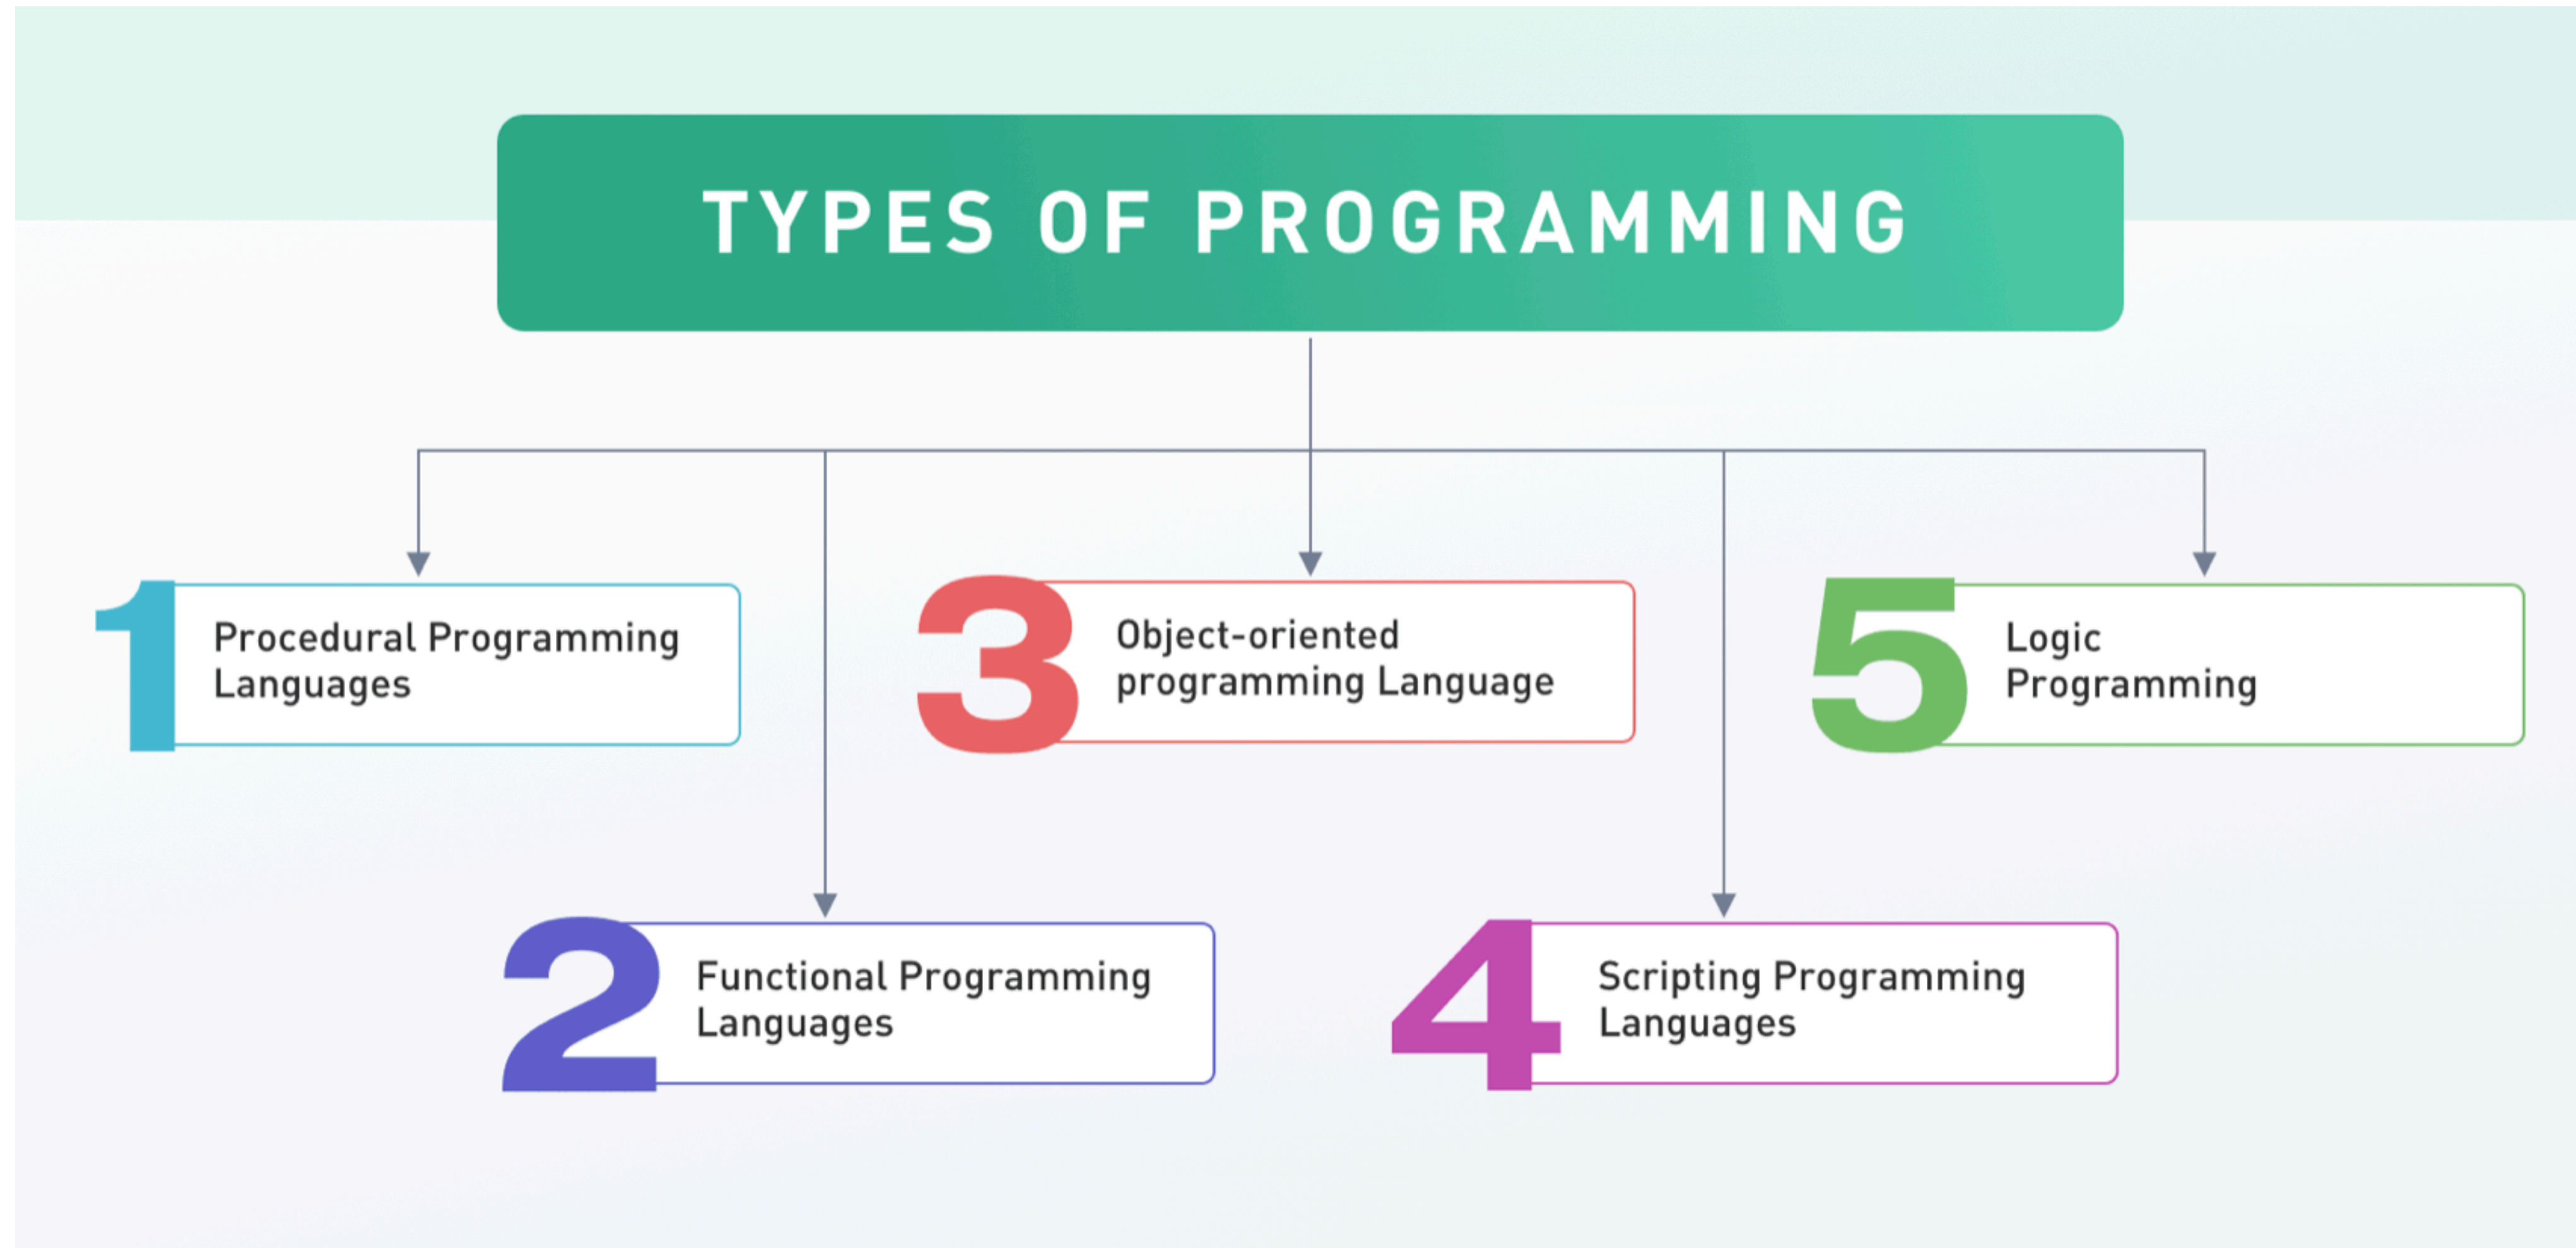 TYPES OF PROGRAMMING
1
Procedural Programming
Languages
2
Functional Programming
Languages
3
Object-oriented
programming Language
4
Scripting Programming
Languages
5
Logic
Programming